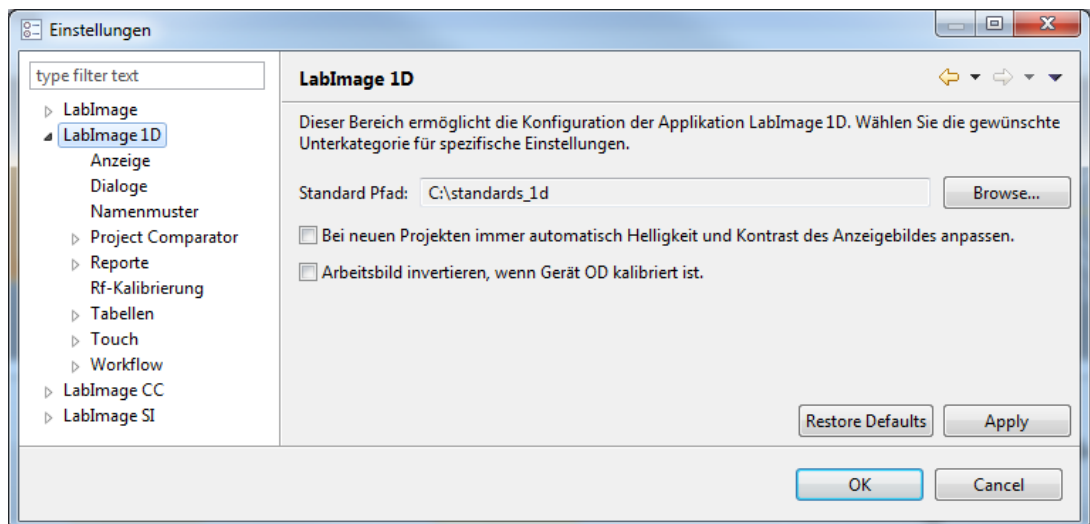 Einstellungen
type filter text
LabImage
LabImage 1D
Anzeige
Dialoge
Namenmuster
Project Comparator
Reporte
Rf-Kalibrierung
Tabellen
Touch
Workflow
LabImage CC
LabImage SI
LabImage 1D
Dieser Bereich ermöglicht die Konfiguration der Applikation LabImage 1D. Wählen Sie die gewünschte
Unterkategorie für spezifische Einstellungen.
Standard Pfad: C:\standards_1d Browse...
Bei neuen Projekten immer automatisch Helligkeit und Kontrast des Anzeigebildes anpassen.
Arbeitsbild invertieren, wenn Gerät OD kalibriert ist.
Restore Defaults Apply
OK Cancel